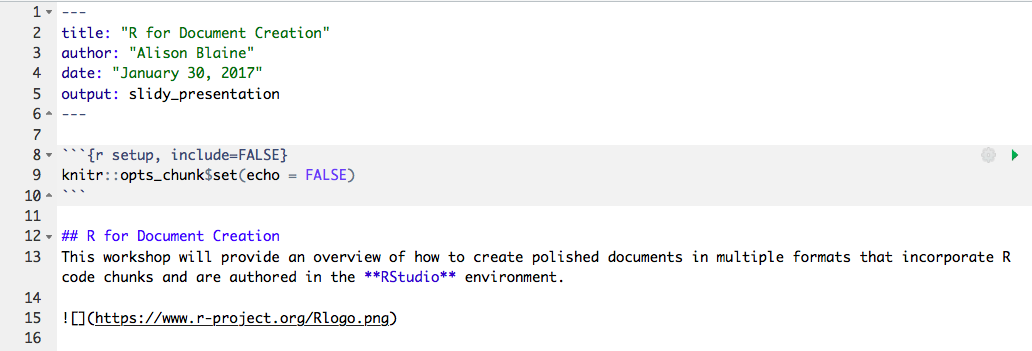 1 ---
2 title: "R for Document Creation"
3 author: "Alison Blaine"
4 date: "January 30, 2017"
5 output: slidy_presentation
6 ---
7
8 ```{r setup, include=FALSE}
9 knitr::opts_chunk$set(echo = FALSE)
10 ```
11
12 ## R for Document Creation
13 This workshop will provide an overview of how to create polished documents in multiple formats that incorporate R
code chunks and are authored in the **RStudio** environment.
14
15 ![](https://www.r-project.org/Rlogo.png)
16